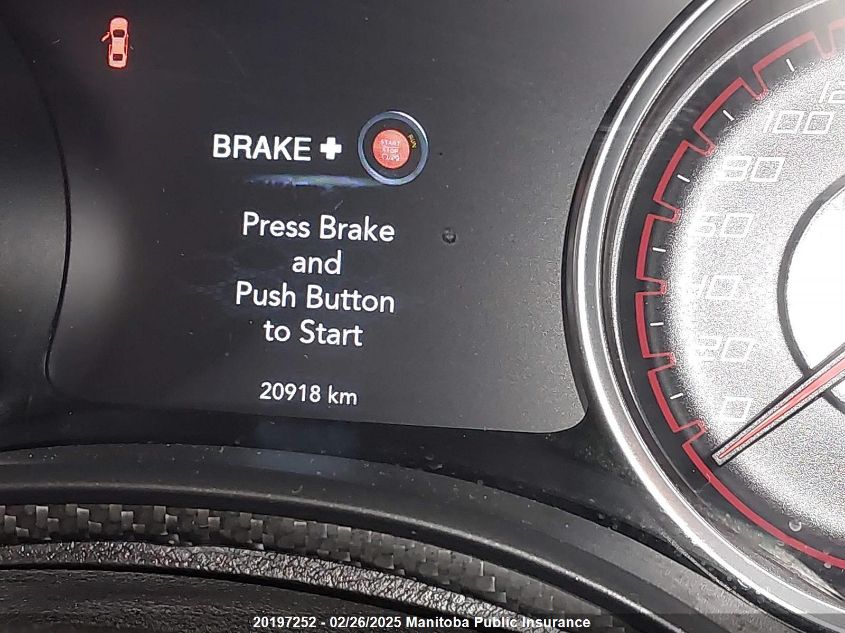 BRAKE + START STOP RUN
Press Brake
and
Push Button
to Start
20918 km
100
80
60
40
20
0
20197252 - 02/26/2025 Manitoba Public Insurance